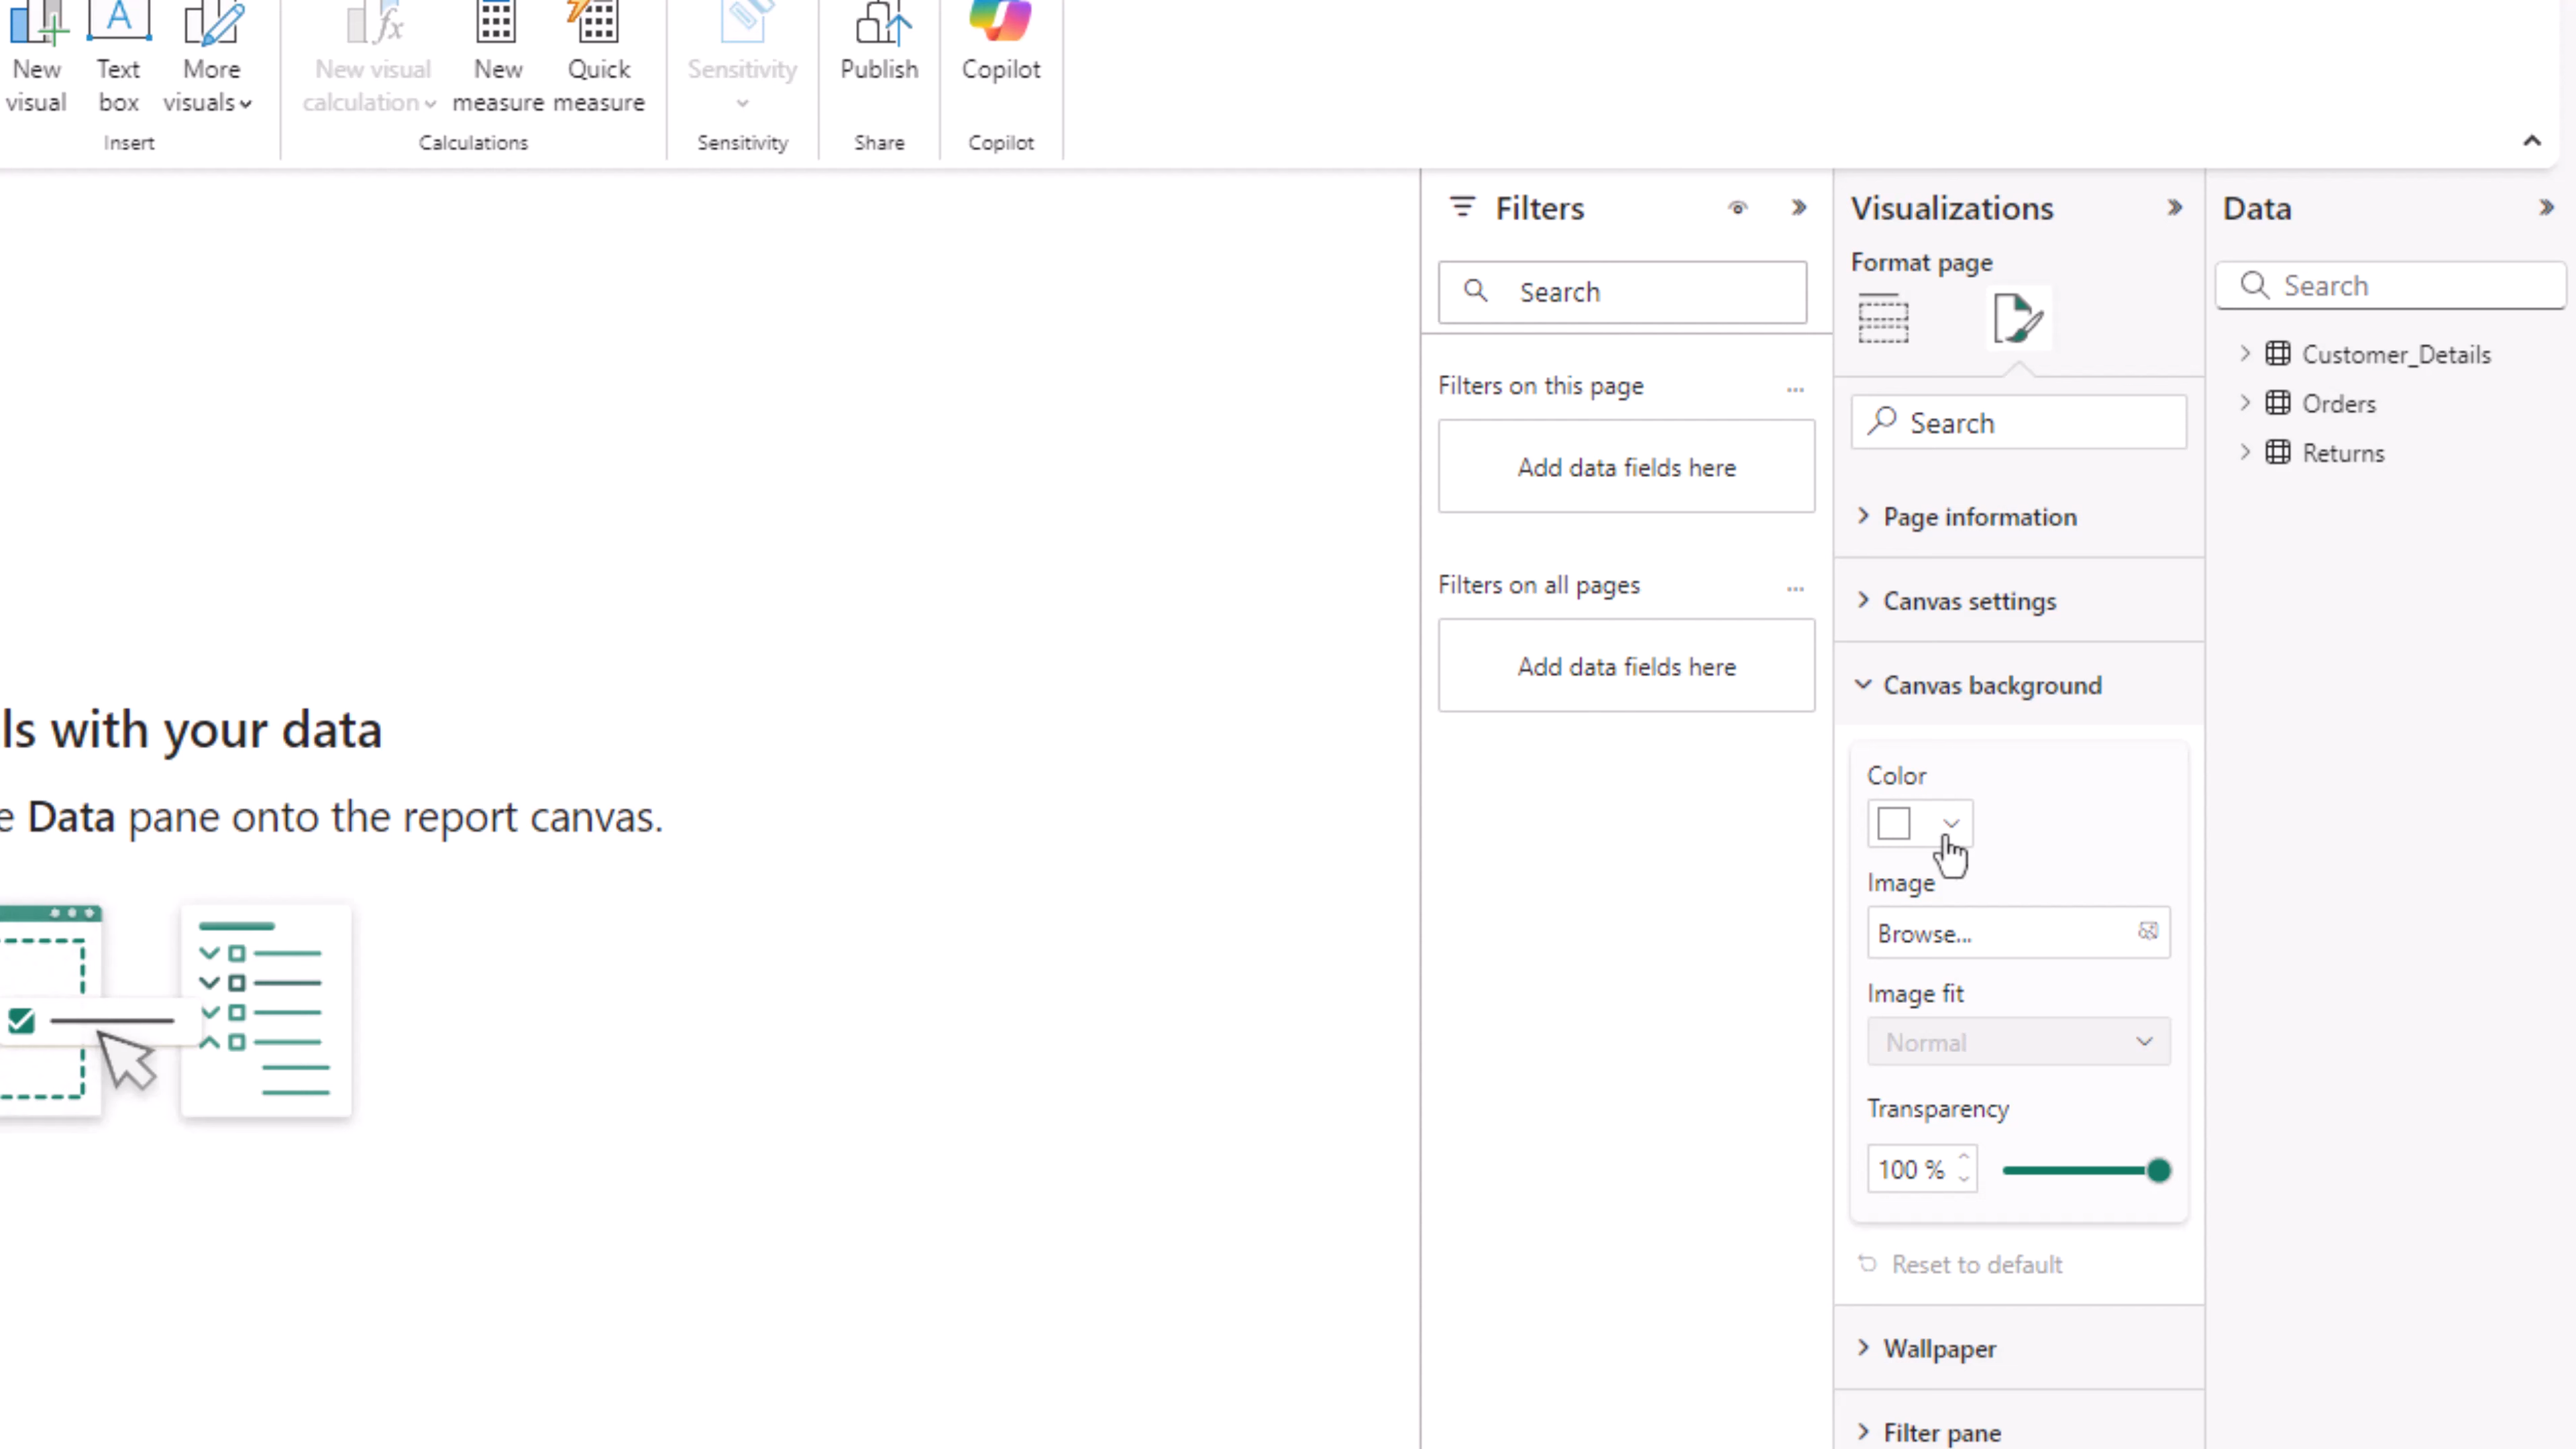 New visual
Text box
More visuals
New visual calculation
New measure
Quick measure
Sensitivity
Publish
Copilot
Insert
Calculations
Sensitivity
Share
Copilot
Filters
Search
Filters on this page
...
Add data fields here
Filters on all pages
...
Add data fields here
Visualizations
Format page
Search
Page information
Canvas settings
Canvas background
Color
Image
Browse...
Image fit
Normal
Transparency
100 %
Reset to default
Wallpaper
Filter pane
Data
Search
Customer_Details
Orders
Returns
ls with your data
e Data pane onto the report canvas.